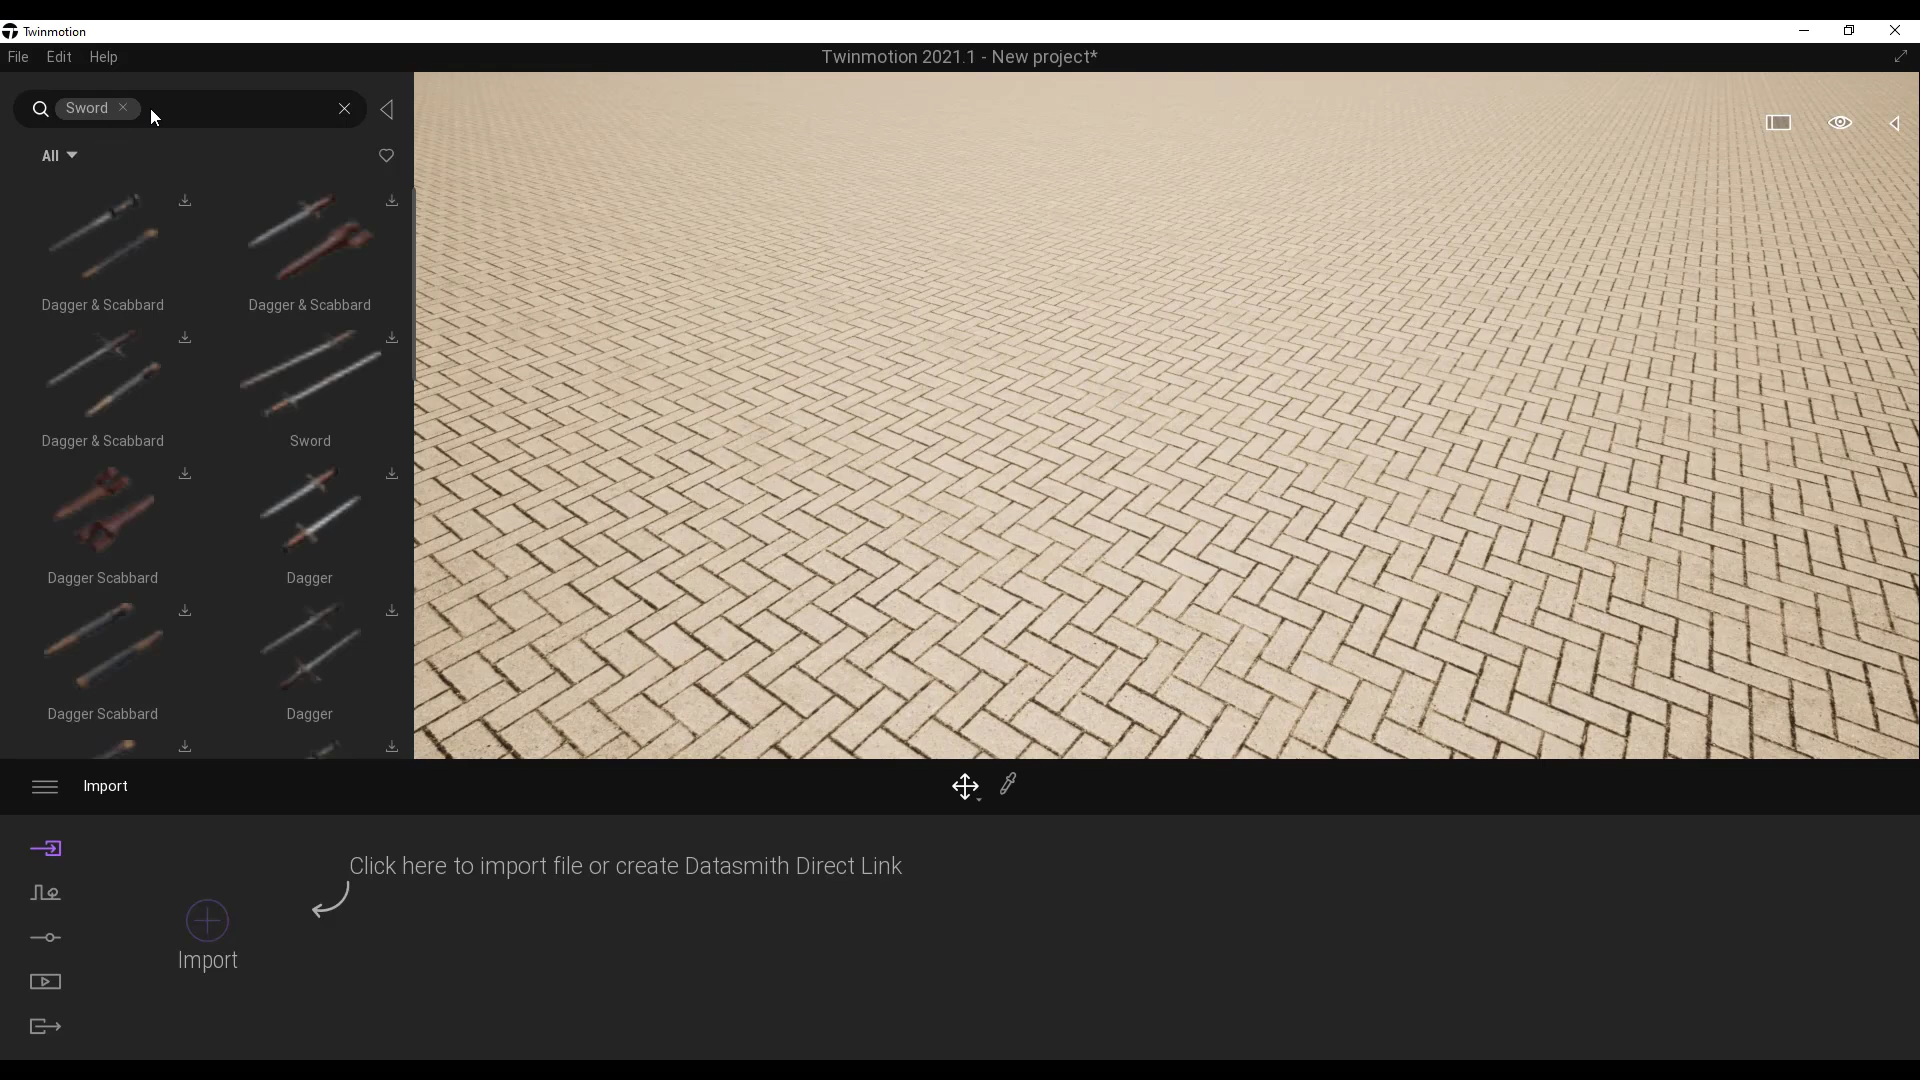 Twinmotion
File Edit Help
Twinmotion 2021.1 - New project*
Sword
All
Dagger & Scabbard
Dagger & Scabbard
Dagger & Scabbard
Sword
Dagger Scabbard
Dagger
Dagger Scabbard
Dagger
Import
Click here to import file or create Datasmith Direct Link
Import